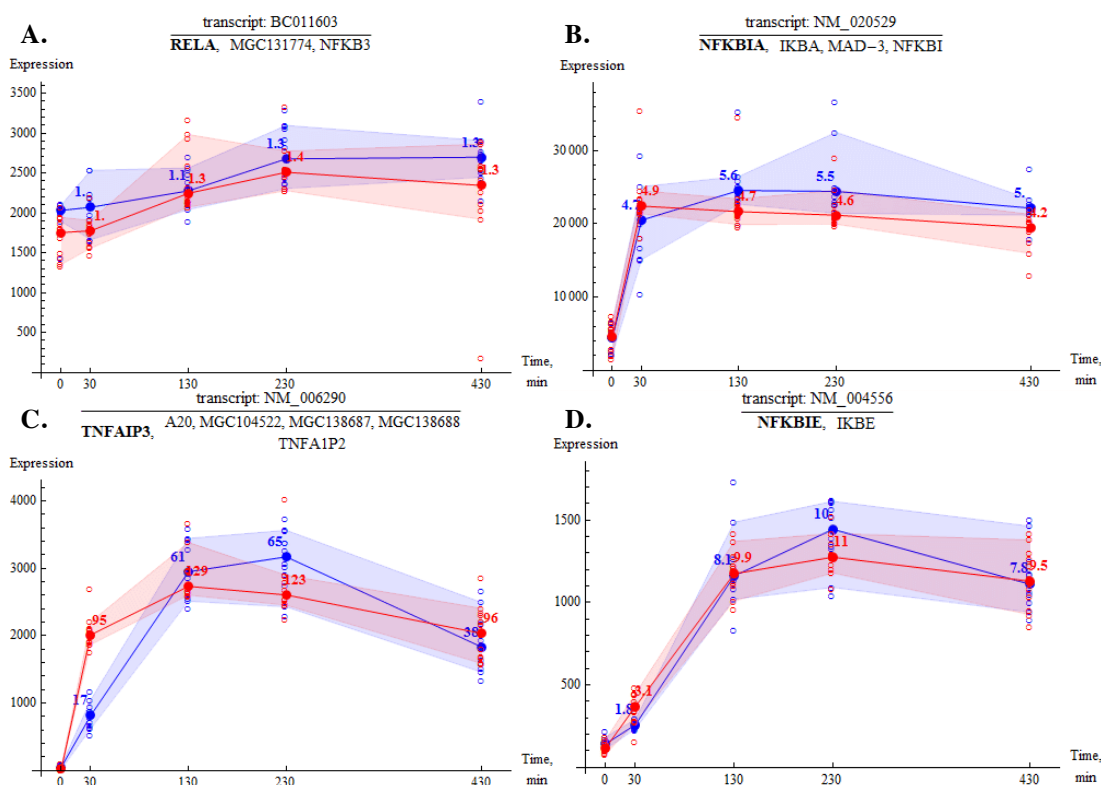 A.
transcript: BC011603
RELA, MGC131774, NFKB3
Expression
3500
3000
2500
2000
1500
1000
500
1.
1.1
1.3
1.3
1.
1.3
1.4
1.3
0 30 130 230 430
Time,
min
B.
transcript: NM_020529
NFKBIA, IKBA, MAD−3, NFKBI
Expression
30 000
20 000
10 000
4.9
5.6
5.5
5.
4.7
4.6
4.2
0 30 130 230 430
Time,
min
C.
transcript: NM_006290
TNFAIP3, A20, MGC104522, MGC138687, MGC138688
TNFA1P2
Expression
4000
3000
2000
1000
17
61
65
38
95
129
123
96
0 30 130 230 430
Time,
min
D.
transcript: NM_004556
NFKBIE, IKBE
Expression
1500
1000
500
1.8
8.1
10
7.8
3.1
9.9
11
9.5
0 30 130 230 430
Time,
min